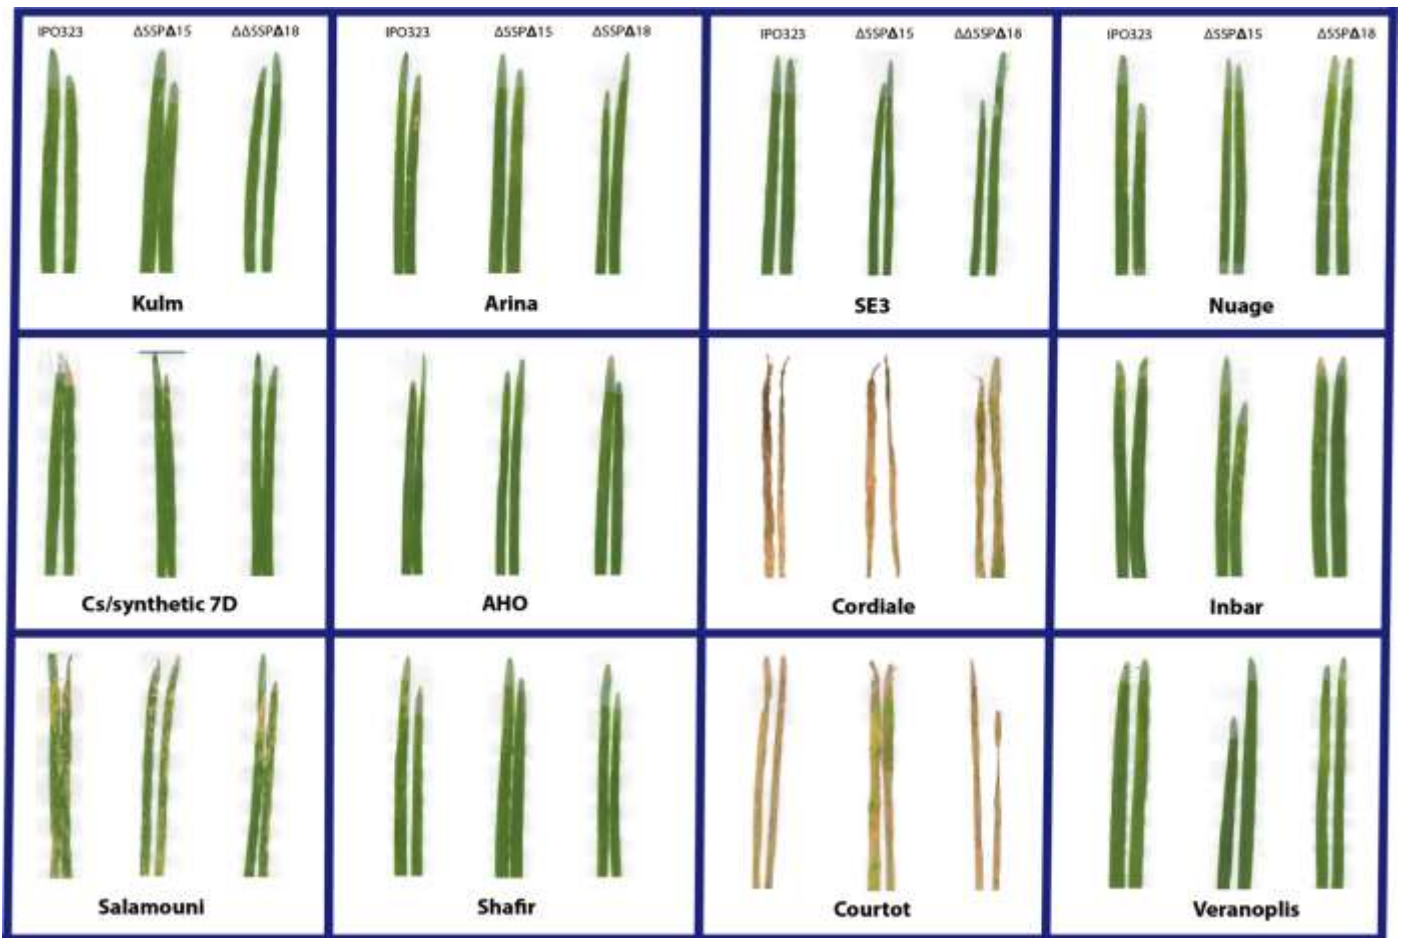 IPO323 ΔSSPΔ15 ΔΔSSPΔ18 IPO323 ΔSSPΔ15 ΔSSPΔ18 IPO323 ΔSSPΔ15 ΔΔSSPΔ18 IPO323 ΔSSPΔ15 ΔSSPΔ18
Kulm Arina SE3 Nuage
Cs/synthetic 7D AHO Cordiale Inbar
Salamouni Shafir Courtot Veranoplis